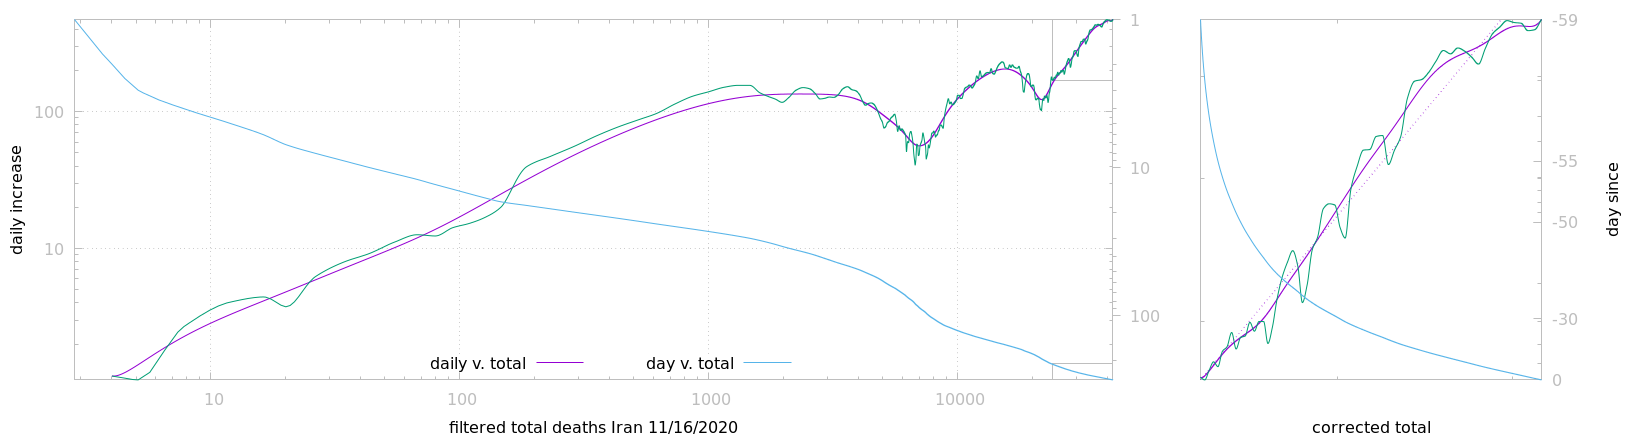 daily increase
100
10
daily v. total
day v. total
10
100
1000
10000
filtered total deaths Iran 11/16/2020
1
10
100
-59
-55
-50
-30
0
day since
corrected total